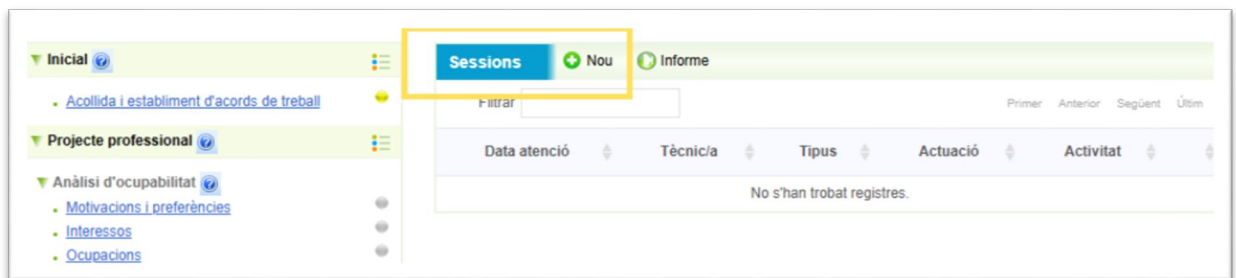 Inicial
Acollida i establiment d'acords de treball
Projecte professional
Anàlisi d'ocupabilitat
Motivacions i preferències
Interessos
Ocupacions
Sessions Nou Informe
Filtrar Primer Anterior Següent Últim
Data atenció Tècnic/a Tipus Actuació Activitat
No s'han trobat registres.